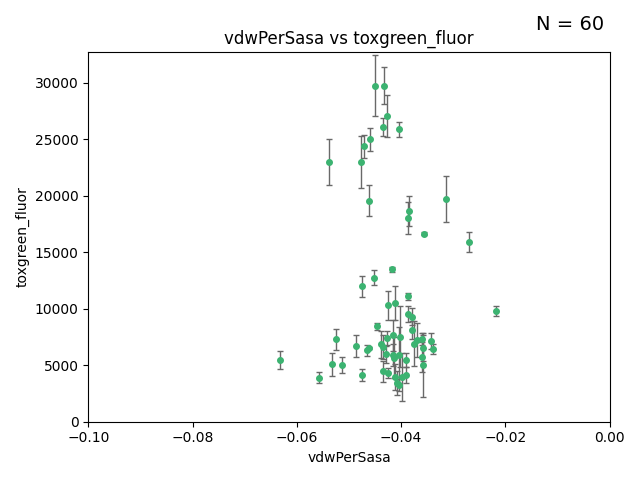 N = 60
vdwPerSasa vs toxgreen_fluor
toxgreen_fluor
30000
25000
20000
15000
10000
5000
0
−0.10 −0.08 −0.06 −0.04 −0.02 0.00
vdwPerSasa